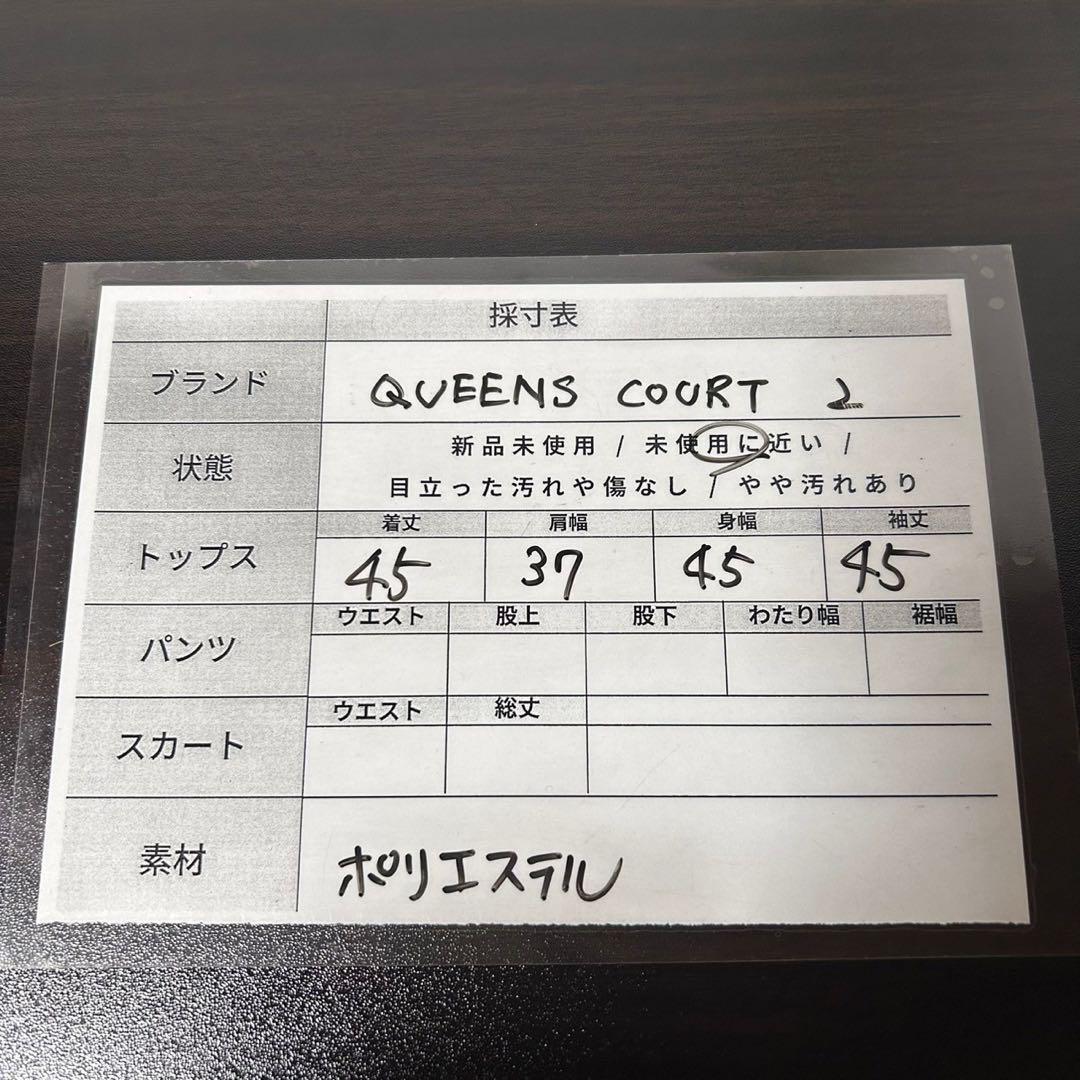 採寸表
ブランド QUEENS COURT 2
状態 新品未使用 / 未使用に近い /
目立った汚れや傷なし / やや汚れあり
着丈 肩幅 身幅 袖丈
トップス 45 37 45 45
ウエスト 股上 股下 わたり幅 裾幅
パンツ
ウエスト 総丈
スカート
素材 ポリエステル